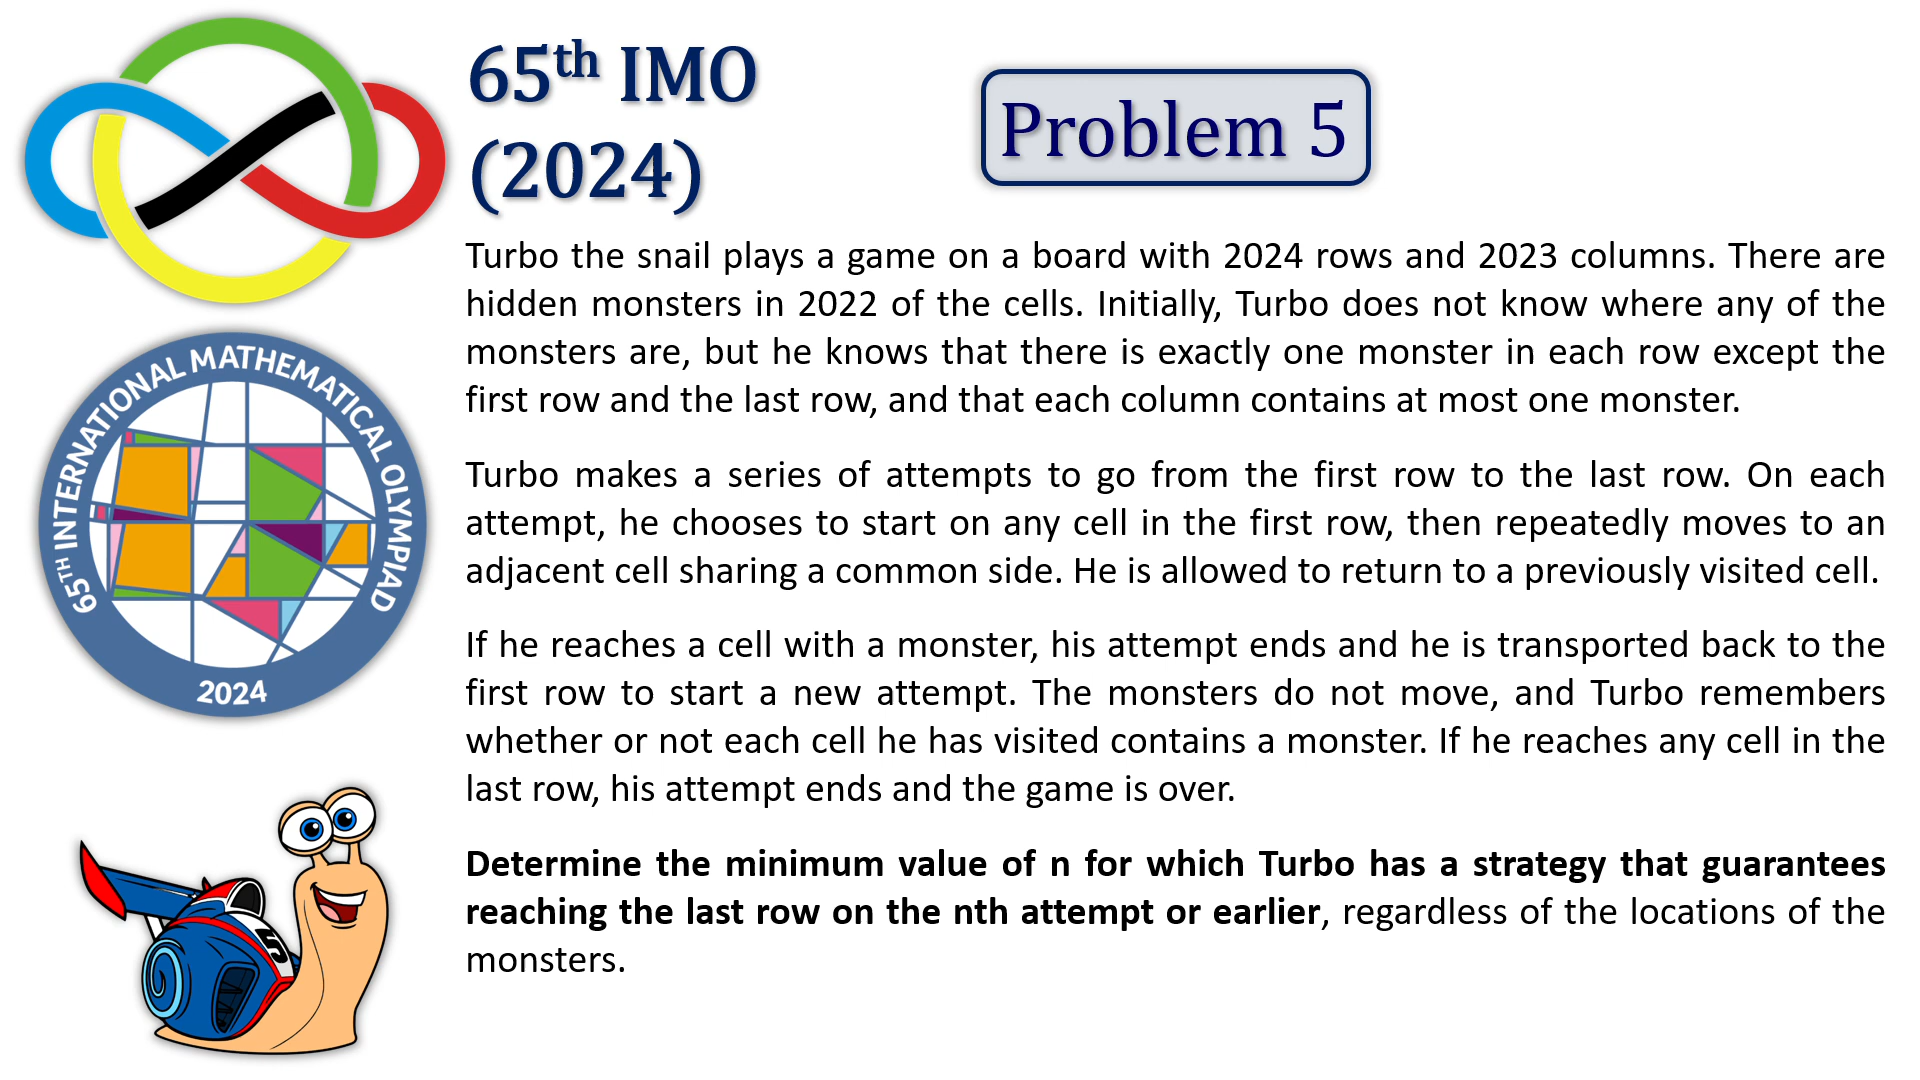 65th IMO
(2024)
Problem 5
Turbo the snail plays a game on a board with 2024 rows and 2023 columns. There are
hidden monsters in 2022 of the cells. Initially, Turbo does not know where any of the
monsters are, but he knows that there is exactly one monster in each row except the
first row and the last row, and that each column contains at most one monster.
Turbo makes a series of attempts to go from the first row to the last row. On each
attempt, he chooses to start on any cell in the first row, then repeatedly moves to an
adjacent cell sharing a common side. He is allowed to return to a previously visited cell.
If he reaches a cell with a monster, his attempt ends and he is transported back to the
first row to start a new attempt. The monsters do not move, and Turbo remembers
whether or not each cell he has visited contains a monster. If he reaches any cell in the
last row, his attempt ends and the game is over.
Determine the minimum value of n for which Turbo has a strategy that guarantees
reaching the last row on the nth attempt or earlier, regardless of the locations of the
monsters.
65TH INTERNATIONAL MATHEMATICAL OLYMPIAD
2024
5